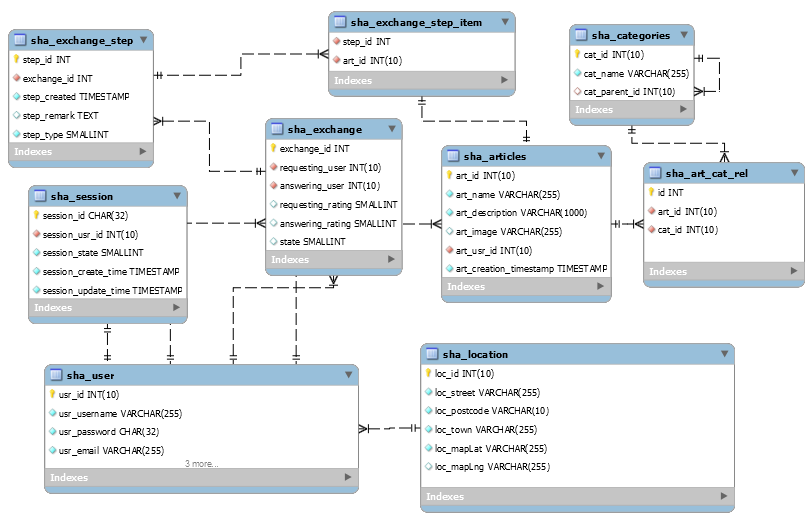 sha_exchange_step
step_id INT
exchange_id INT
step_created TIMESTAMP
step_remark TEXT
step_type SMALLINT
Indexes
sha_exchange_step_item
step_id INT
art_id INT(10)
Indexes
sha_categories
cat_id INT(10)
cat_name VARCHAR(255)
cat_parent_id INT(10)
Indexes
sha_exchange
exchange_id INT
requesting_user INT(10)
answering_user INT(10)
requesting_rating SMALLINT
answering_rating SMALLINT
state SMALLINT
Indexes
sha_articles
art_id INT(10)
art_name VARCHAR(255)
art_description VARCHAR(1000)
art_image VARCHAR(255)
art_usr_id INT(10)
art_creation_timestamp TIMESTAMP
Indexes
sha_art_cat_rel
id INT
art_id INT(10)
cat_id INT(10)
Indexes
sha_session
session_id CHAR(32)
session_usr_id INT(10)
session_state SMALLINT
session_create_time TIMESTAMP
session_update_time TIMESTAMP
Indexes
sha_user
usr_id INT(10)
usr_username VARCHAR(255)
usr_password CHAR(32)
usr_email VARCHAR(255)
3 more...
Indexes
sha_location
loc_id INT(10)
loc_street VARCHAR(255)
loc_postcode VARCHAR(10)
loc_town VARCHAR(255)
loc_mapLat VARCHAR(255)
loc_mapLng VARCHAR(255)
Indexes